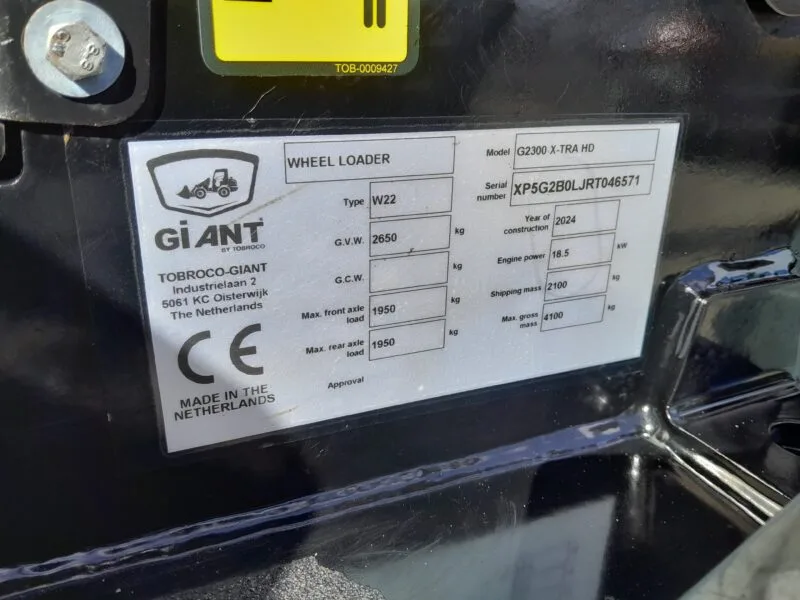 TOB-0009427
WHEEL LOADER
Model G2300 X-TRA HD
Type W22
Serial number XP5G2B0LJRT046571
G.V.W. 2650 kg
Year of construction 2024
G.C.W. kg
Engine power 18.5 kW
Max. front axle load 1950 kg
Shipping mass 2100 kg
Max. rear axle load 1950 kg
Max. gross mass 4100 kg
Approval
GiANT
BY TOBROCO
TOBROCO-GIANT
Industrielaan 2
5061 KC Oisterwijk
The Netherlands
CE
MADE IN THE
NETHERLANDS
8.8